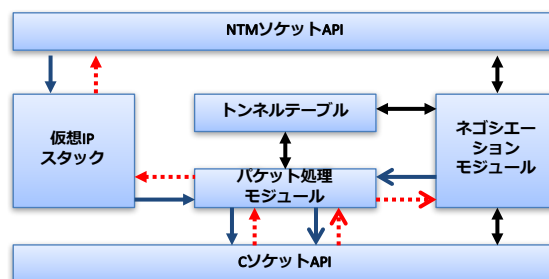 NTMソケットAPI
トンネルテーブル
仮想IP
スタック
ネゴシエー
ション
モジュール
パケット処理
モジュール
CソケットAPI